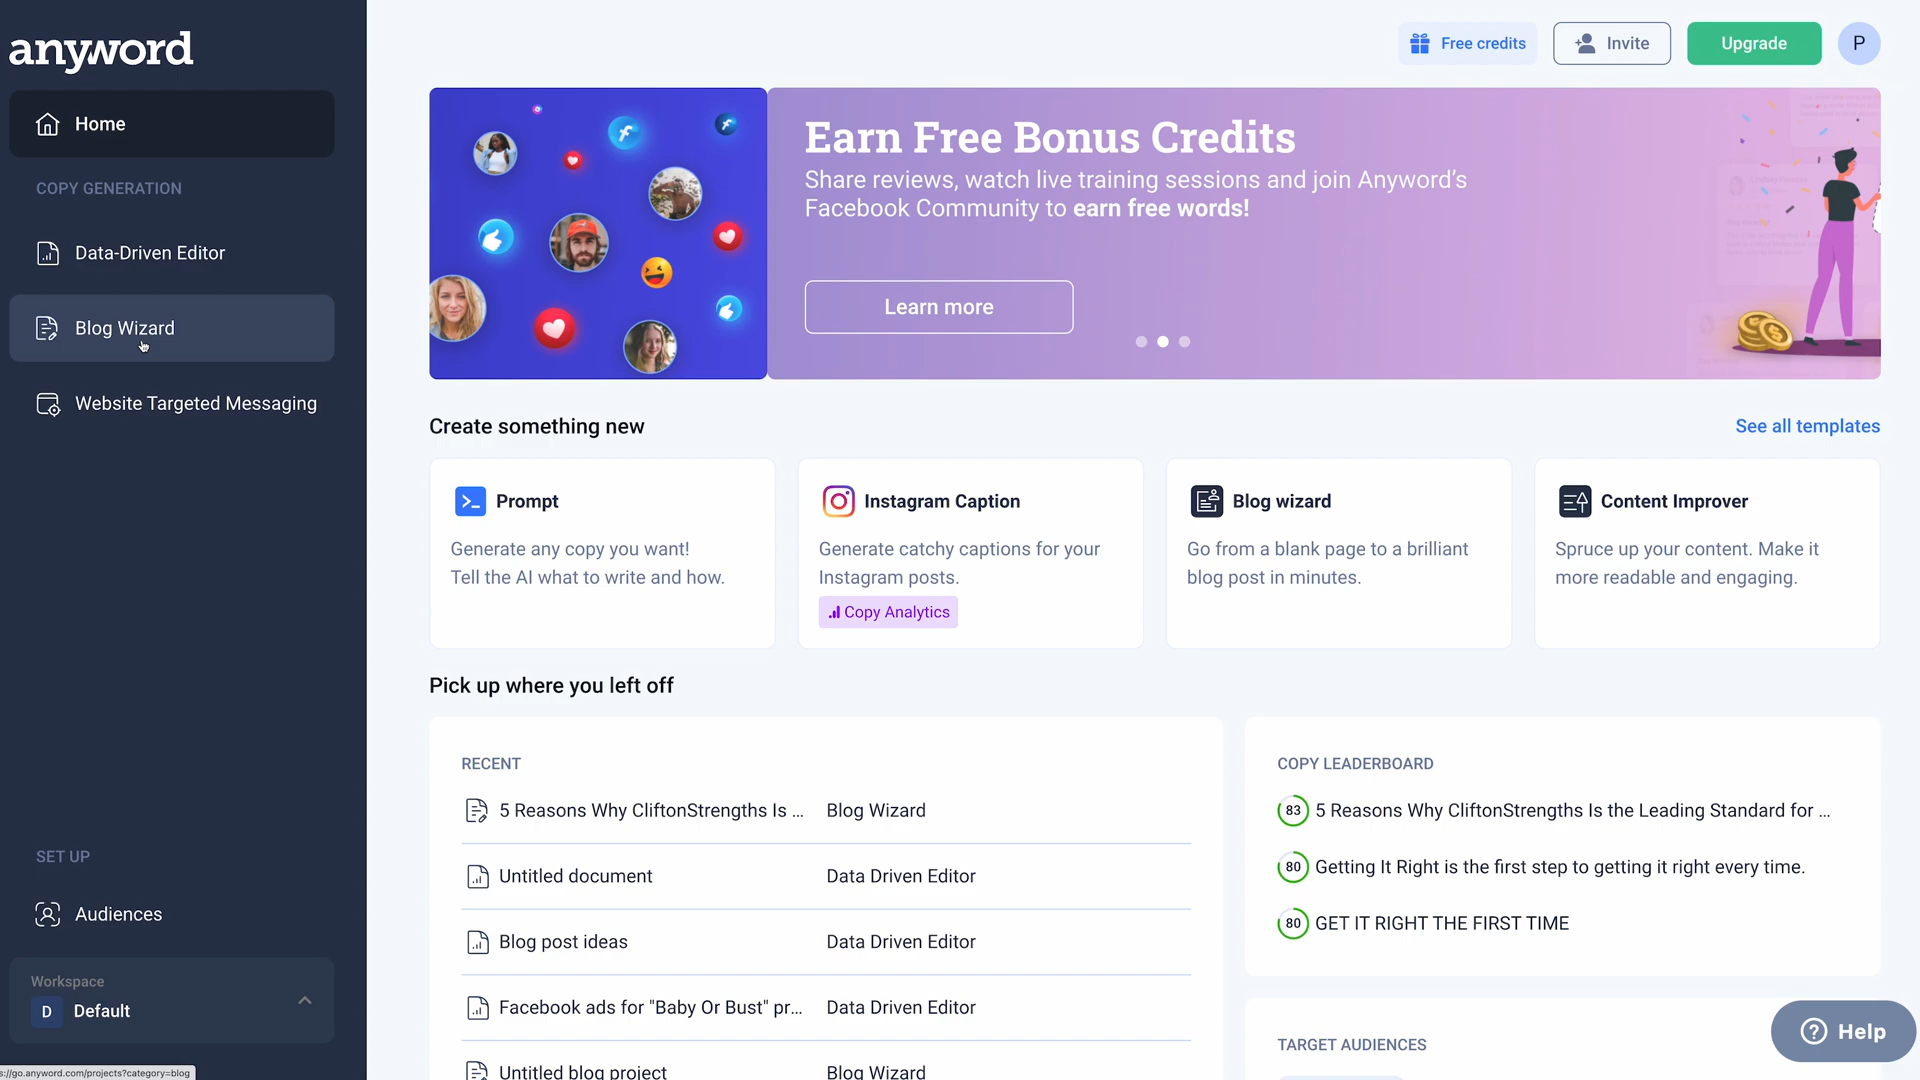 anyword
Home
COPY GENERATION
Data-Driven Editor
Blog Wizard
Website Targeted Messaging
SET UP
Audiences
Workspace
D Default
s://go.anyword.com/projects?category=blog
Free credits
Invite
Upgrade
P
Earn Free Bonus Credits
Share reviews, watch live training sessions and join Anyword's
Facebook Community to earn free words!
Learn more
Create something new
See all templates
Prompt
Generate any copy you want!
Tell the AI what to write and how.
Instagram Caption
Generate catchy captions for your
Instagram posts.
Copy Analytics
Blog wizard
Go from a blank page to a brilliant
blog post in minutes.
Content Improver
Spruce up your content. Make it
more readable and engaging.
Pick up where you left off
RECENT
5 Reasons Why CliftonStrengths Is ... Blog Wizard
Untitled document Data Driven Editor
Blog post ideas Data Driven Editor
Facebook ads for "Baby Or Bust" pr... Data Driven Editor
Untitled blog project Blog Wizard
COPY LEADERBOARD
83 5 Reasons Why CliftonStrengths Is the Leading Standard for ...
80 Getting It Right is the first step to getting it right every time.
80 GET IT RIGHT THE FIRST TIME
TARGET AUDIENCES
Help